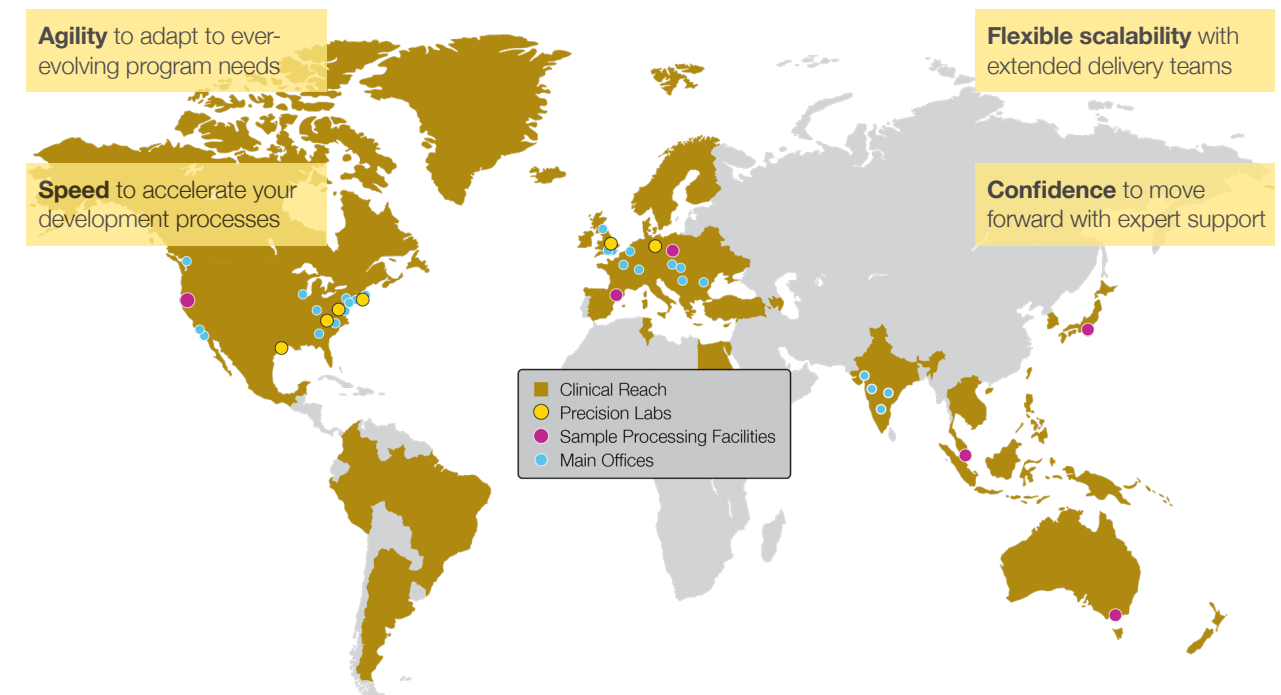 Agility to adapt to ever-
evolving program needs
Flexible scalability with
extended delivery teams
Speed to accelerate your
development processes
Confidence to move
forward with expert support
Clinical Reach
Precision Labs
Sample Processing Facilities
Main Offices